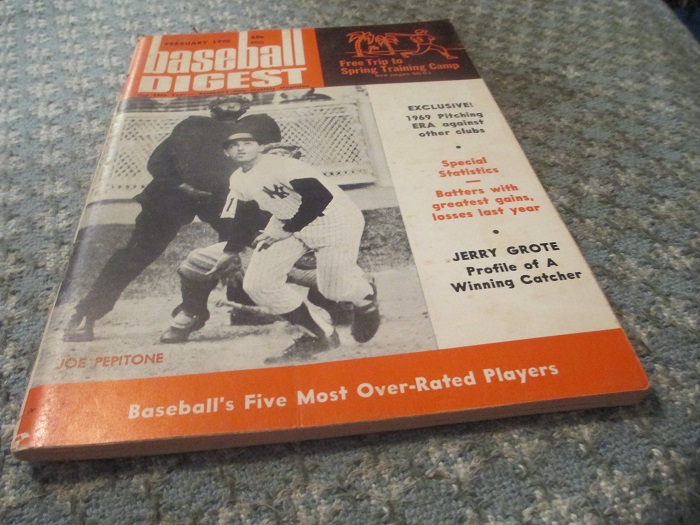 FEBRUARY 1970
baseball
DIGEST
Free Trip to
Spring Training Camp
EXCLUSIVE!
1969 Pitching
ERA against
other clubs
•
Special
Statistics
—
Batters with
greatest gains,
losses last year
•
JERRY GROTE
Profile of A
Winning Catcher
JOE PEPITONE
Baseball's Five Most Over-Rated Players